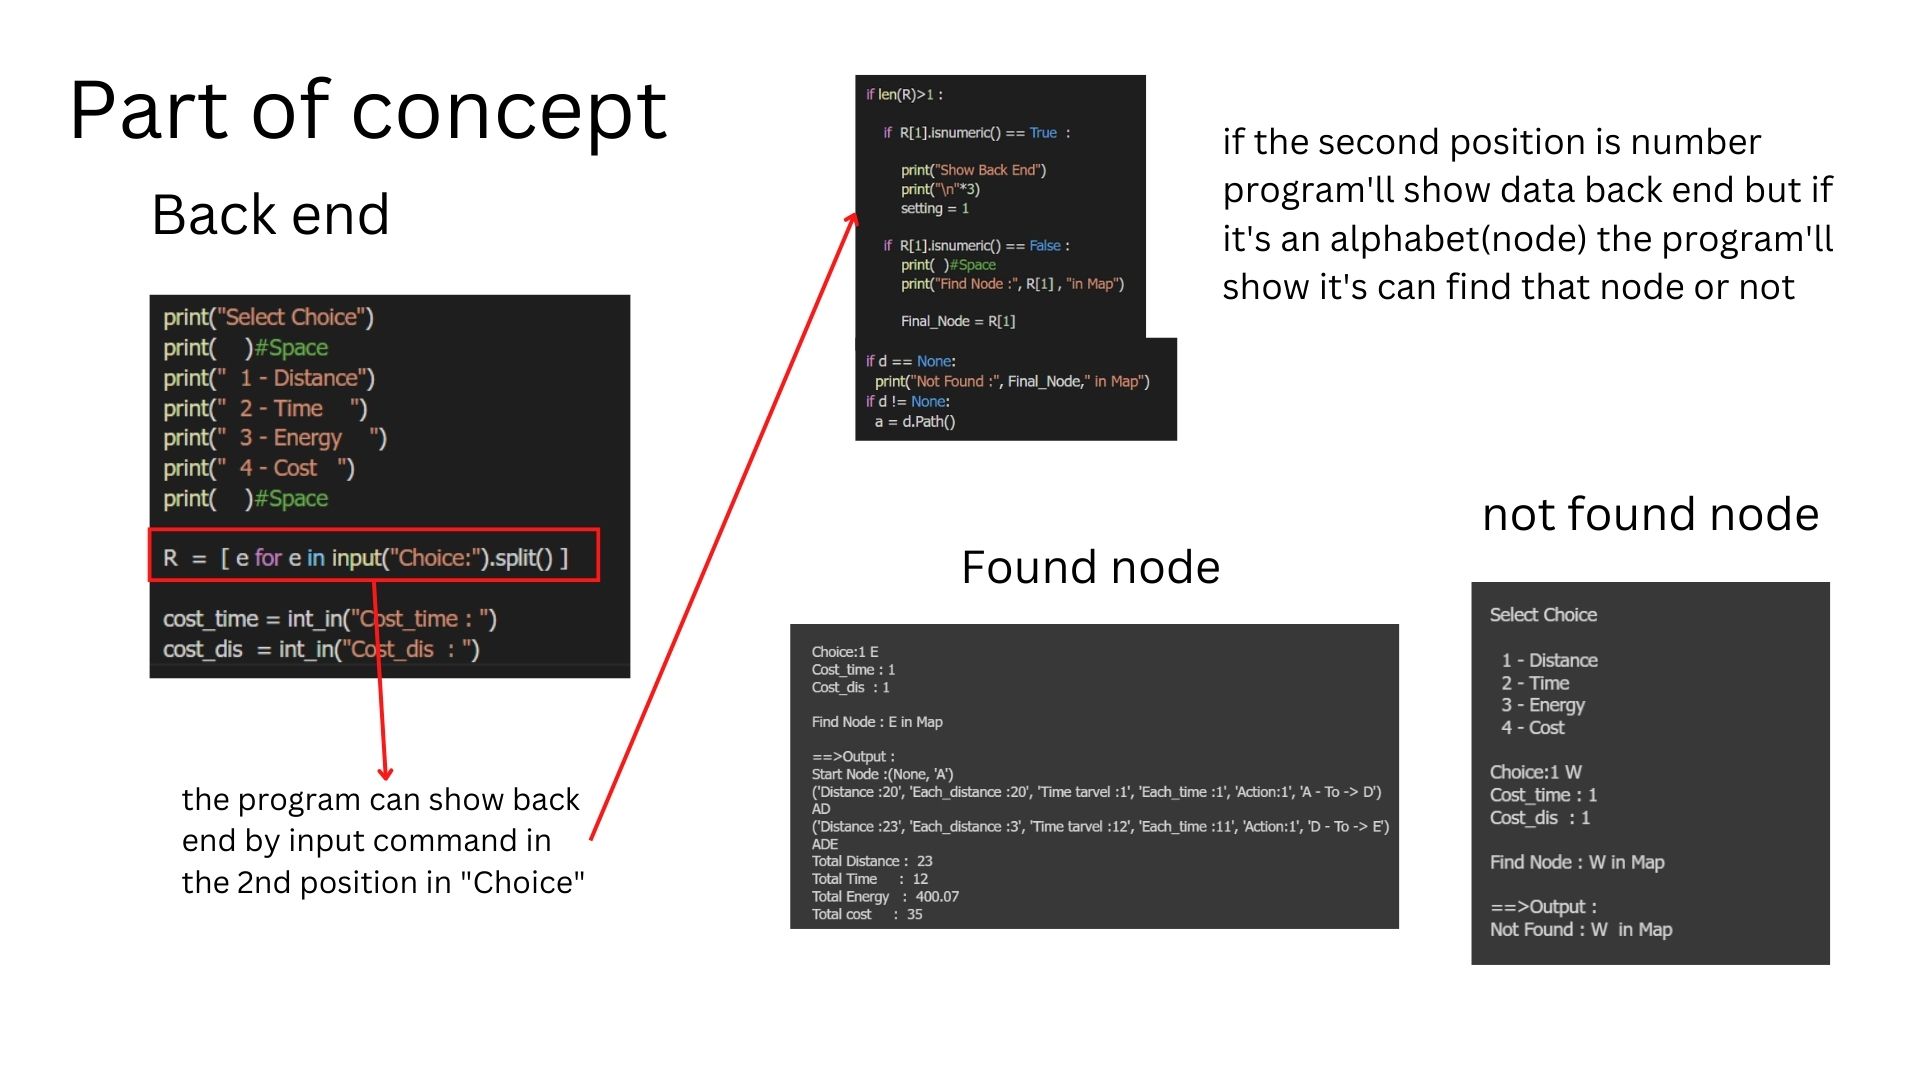 Part of concept
Back end
print("Select Choice")
print(    )#Space
print("  1 - Distance")
print("  2 - Time    ")
print("  3 - Energy    ")
print("  4 - Cost   ")
print(    )#Space
R  =  [ e for e in input("Choice:").split() ]
cost_time = int_in("Cost_time : ")
cost_dis  = int_in("Cost_dis  : ")
the program can show back
end by input command in
the 2nd position in "Choice"
if len(R)>1 :
if  R[1].isnumeric() == True  :
print("Show Back End")
print("\n"*3)
setting = 1
if  R[1].isnumeric() == False :
print(  )#Space
print("Find Node :", R[1] , "in Map")
Final_Node = R[1]
if d == None:
print("Not Found :", Final_Node," in Map")
if d != None:
a = d.Path()
if the second position is number
program'll show data back end but if
it's an alphabet(node) the program'll
show it's can find that node or not
Found node
Choice:1 E
Cost_time : 1
Cost_dis  : 1
Find Node : E in Map
==>Output :
Start Node :(None, 'A')
('Distance :20', 'Each_distance :20', 'Time tarvel :1', 'Each_time :1', 'Action:1', 'A - To -> D')
AD
('Distance :23', 'Each_distance :3', 'Time tarvel :12', 'Each_time :11', 'Action:1', 'D - To -> E')
ADE
Total Distance :  23
Total Time     :  12
Total Energy   :  400.07
Total cost     :  35
not found node
Select Choice
1 - Distance
2 - Time
3 - Energy
4 - Cost
Choice:1 W
Cost_time : 1
Cost_dis  : 1
Find Node : W in Map
==>Output :
Not Found : W  in Map